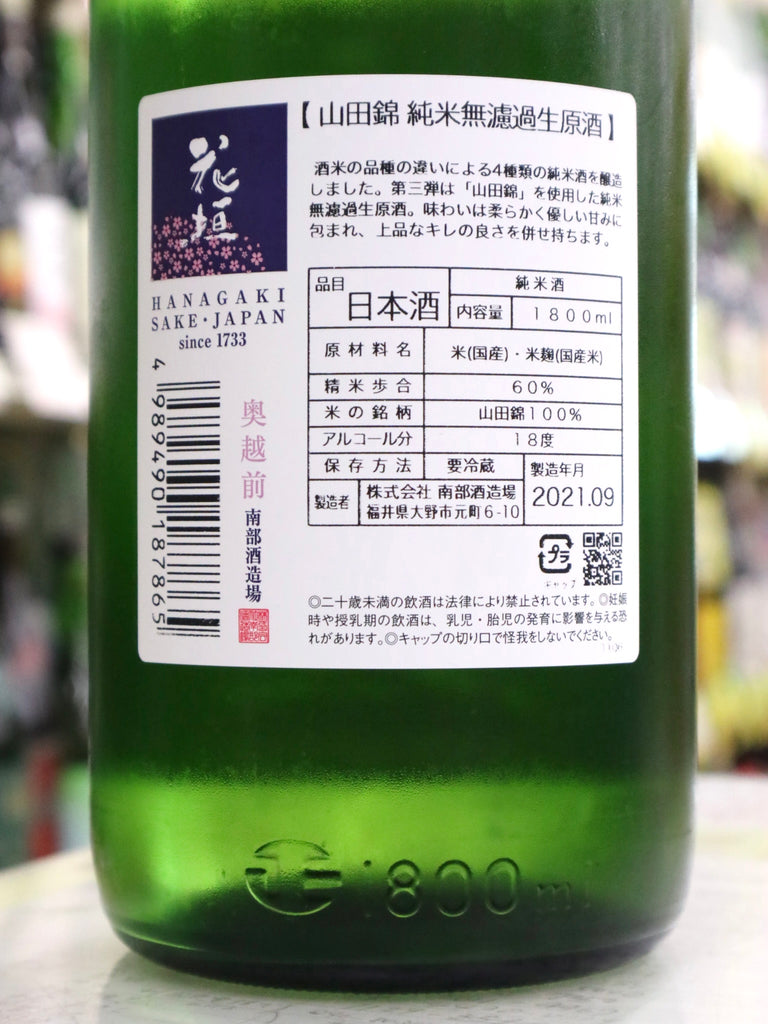 花垣
HANAGAKI
SAKE・JAPAN
since 1733
4 989490 187865
奥越前
南部酒造場
【山田錦 純米無濾過生原酒】
酒米の品種の違いによる4種類の純米酒を醸造
しました。第三弾は「山田錦」を使用した純米
無濾過生原酒。味わいは柔らかく優しい甘みに
包まれ、上品なキレの良さを併せ持ちます。
品目 日本酒
純米酒
内容量 1800ml
原材料名 米(国産)・米麹(国産米)
精米歩合 60%
米の銘柄 山田錦100%
アルコール分 18度
保存方法 要冷蔵
製造年月
2021.09
製造者 株式会社 南部酒造場
福井県大野市元町6-10
プラ
キャップ
◎二十歳未満の飲酒は法律により禁止されています。◎妊娠
時や授乳期の飲酒は、乳児・胎児の発育に影響を与える恐
れがあります。◎キャップの切り口で怪我をしないでください。
1800ml